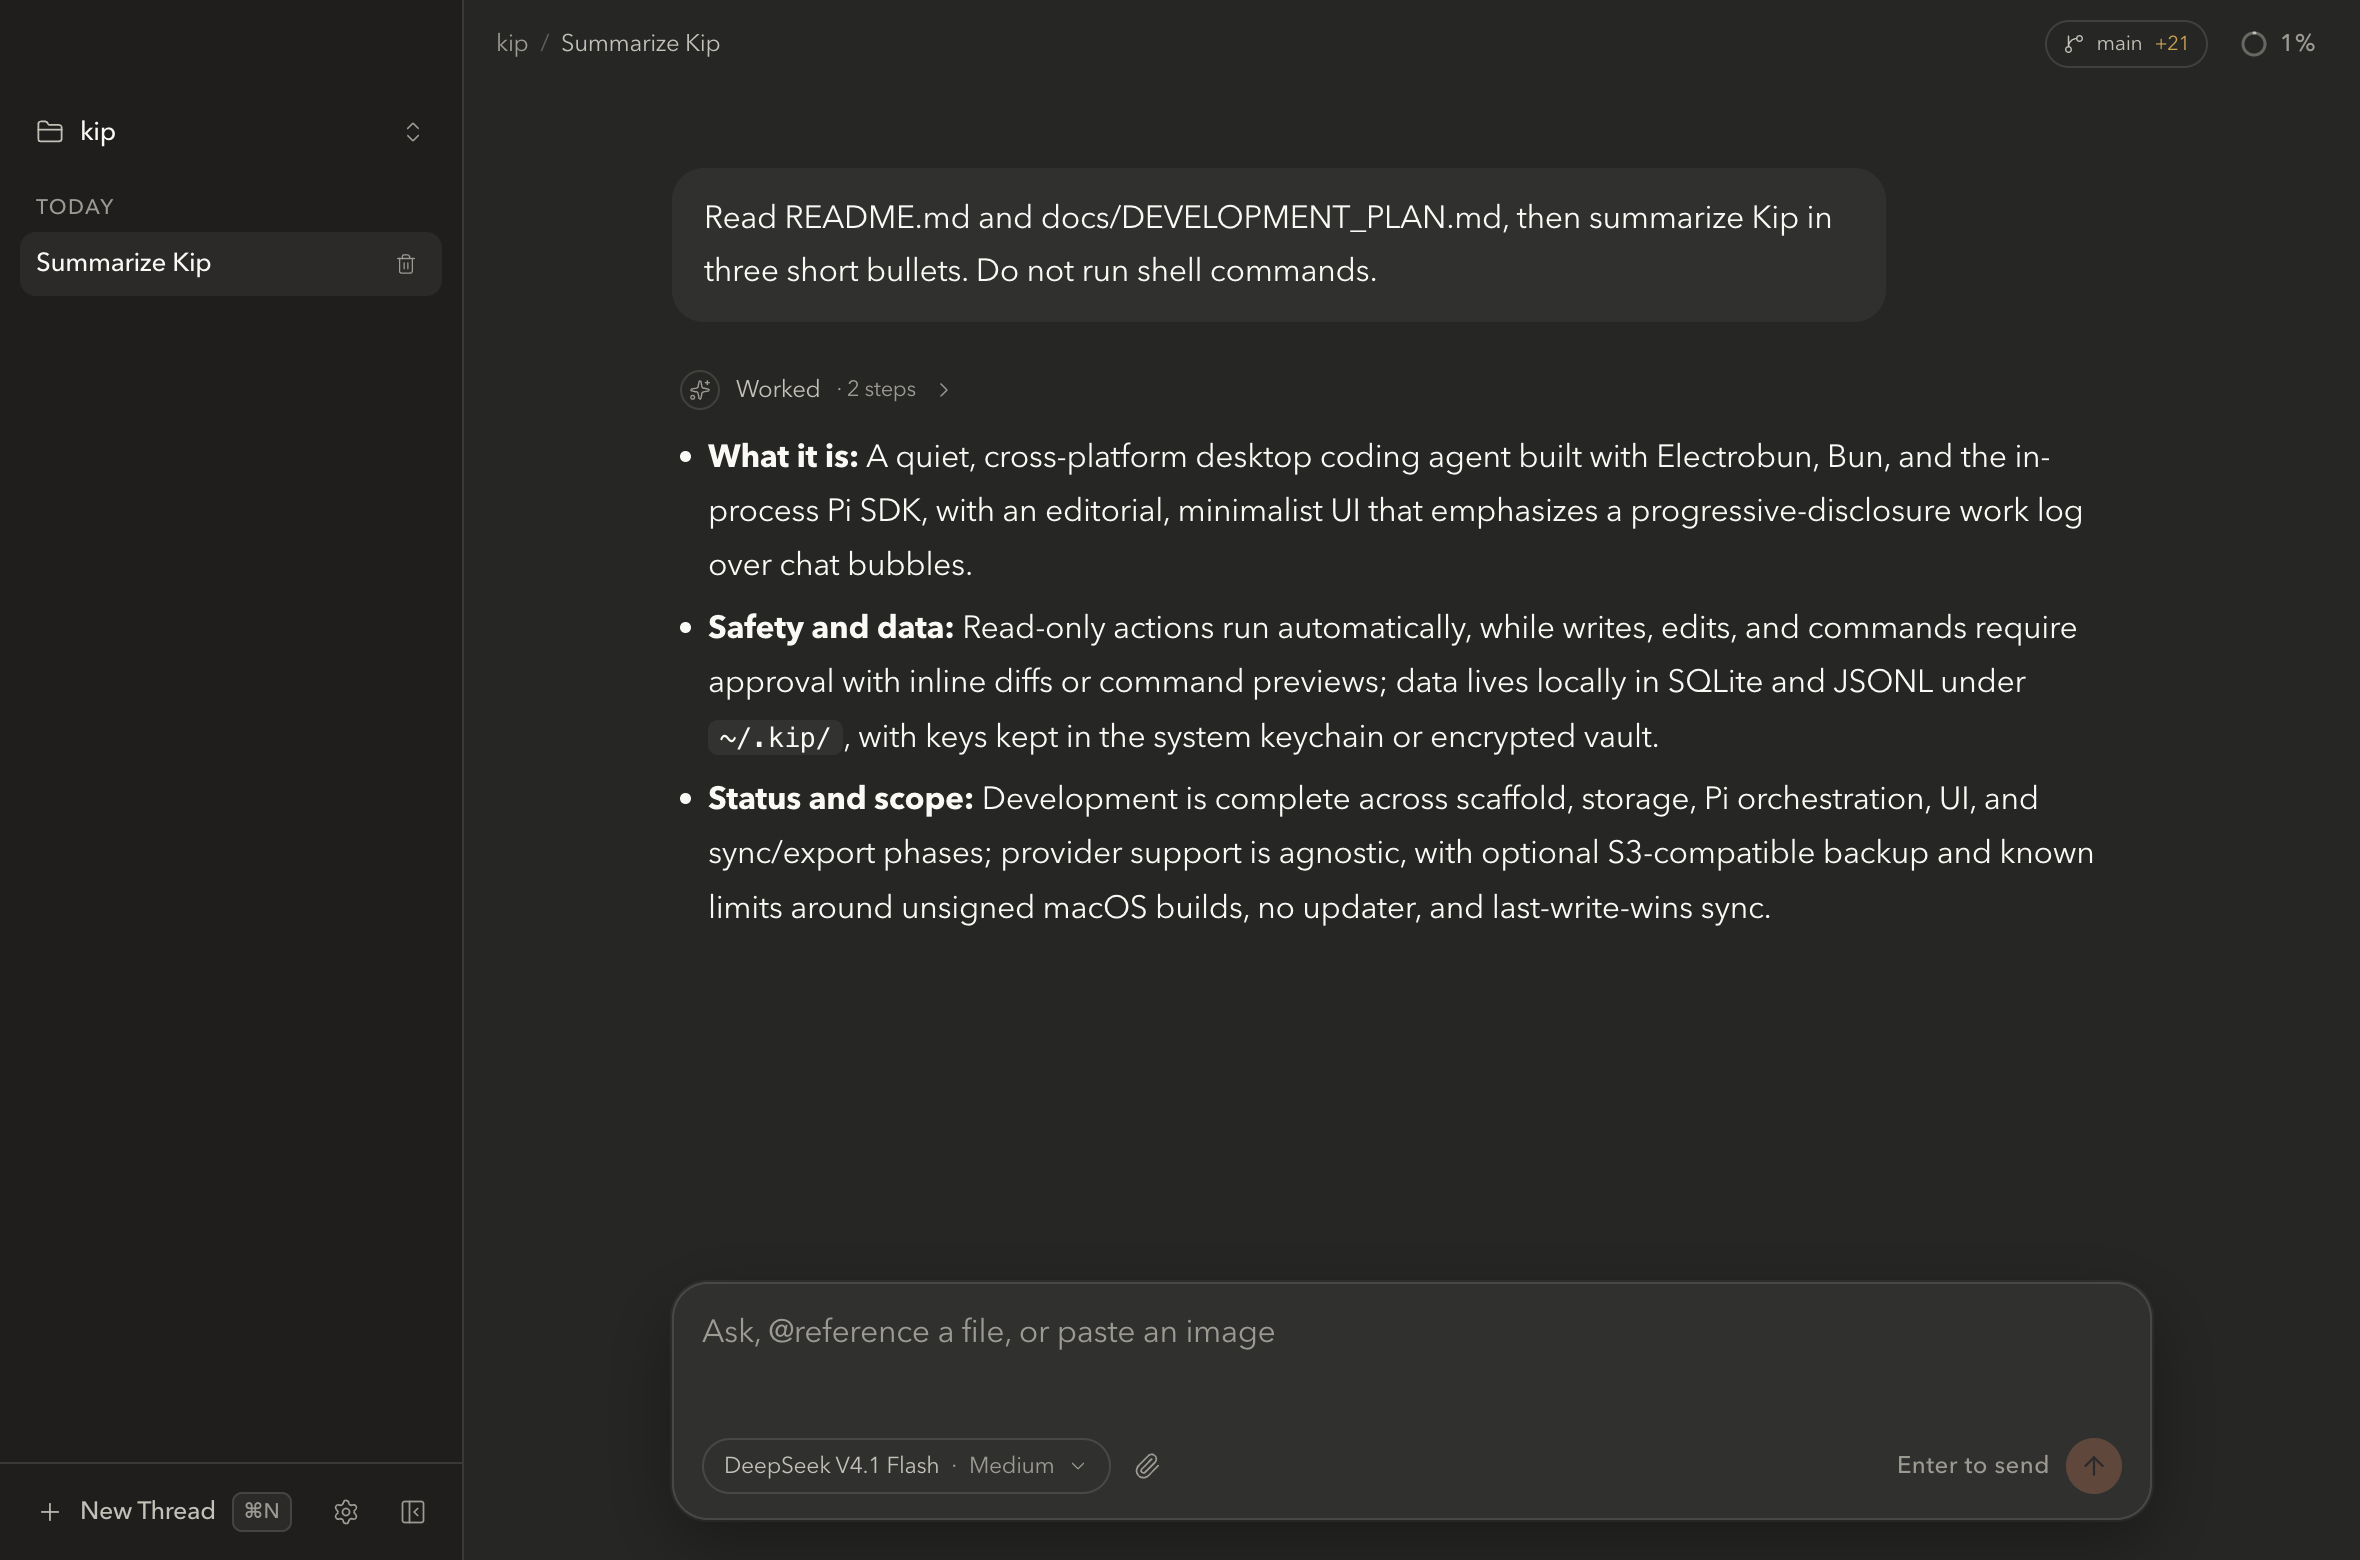 kip / Summarize Kip
main +21
1%
kip
TODAY
Summarize Kip
Read README.md and docs/DEVELOPMENT_PLAN.md, then summarize Kip in
three short bullets. Do not run shell commands.
Worked · 2 steps
• What it is: A quiet, cross-platform desktop coding agent built with Electrobun, Bun, and the in-
process Pi SDK, with an editorial, minimalist UI that emphasizes a progressive-disclosure work log
over chat bubbles.
• Safety and data: Read-only actions run automatically, while writes, edits, and commands require
approval with inline diffs or command previews; data lives locally in SQLite and JSONL under
~/.kip/, with keys kept in the system keychain or encrypted vault.
• Status and scope: Development is complete across scaffold, storage, Pi orchestration, UI, and
sync/export phases; provider support is agnostic, with optional S3-compatible backup and known
limits around unsigned macOS builds, no updater, and last-write-wins sync.
Ask, @reference a file, or paste an image
DeepSeek V4.1 Flash · Medium
Enter to send
New Thread ⌘N